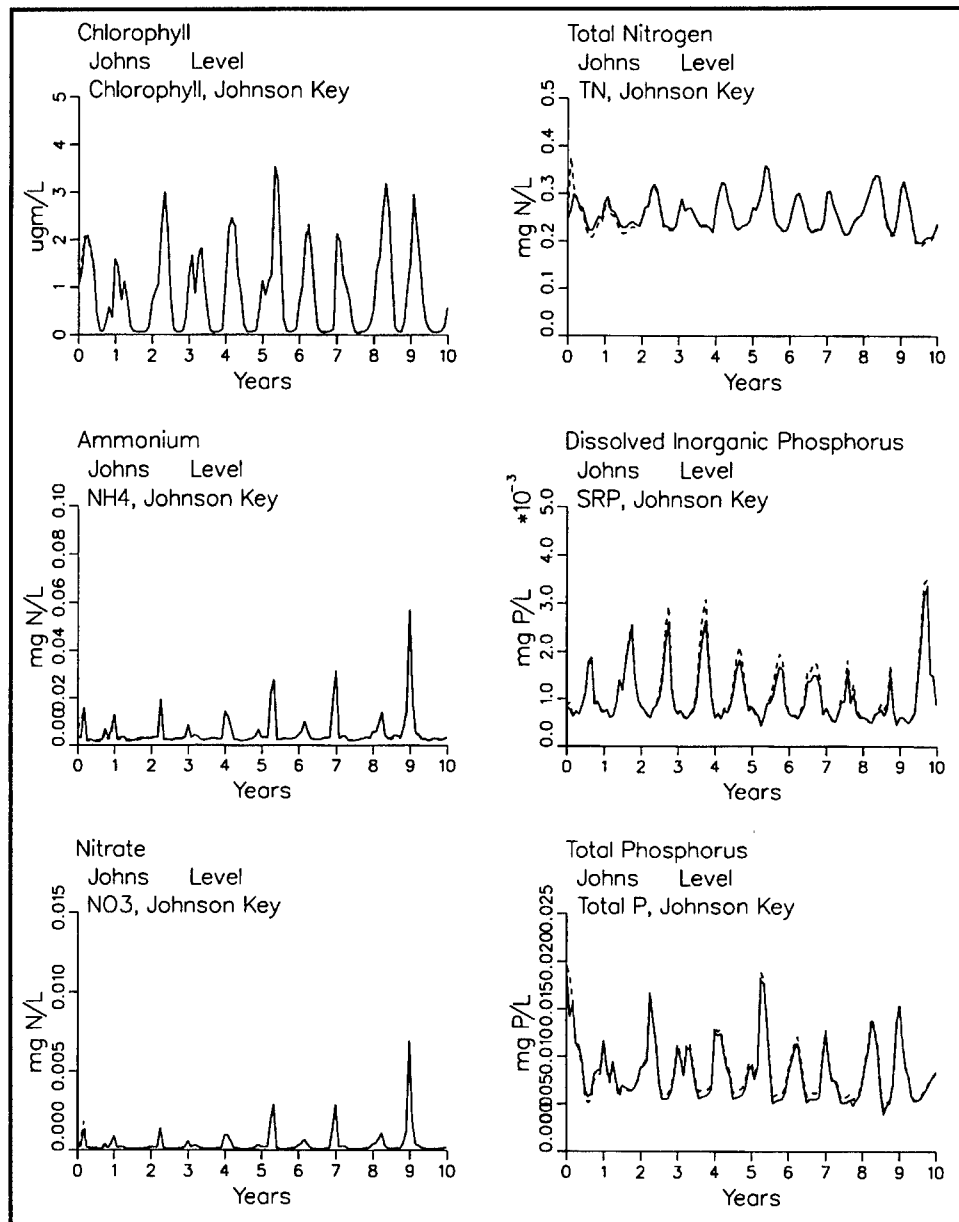 Chlorophyll
Johns Level
Chlorophyll, Johnson Key
5
4
3
2
1
0
ugm/L
0 1 2 3 4 5 6 7 8 9 10
Years
Total Nitrogen
Johns Level
TN, Johnson Key
0.5
0.4
0.3
0.2
0.1
0.0
mg N/L
0 1 2 3 4 5 6 7 8 9 10
Years
Ammonium
Johns Level
NH4, Johnson Key
0.10
0.08
0.06
0.04
0.02
0.00
mg N/L
0 1 2 3 4 5 6 7 8 9 10
Years
Dissolved Inorganic Phosphorus
Johns Level
SRP, Johnson Key
*10⁻³
5.0
4.0
3.0
2.0
1.0
0.0
mg P/L
0 1 2 3 4 5 6 7 8 9 10
Years
Nitrate
Johns Level
NO3, Johnson Key
0.015
0.010
0.005
0.000
mg N/L
0 1 2 3 4 5 6 7 8 9 10
Years
Total Phosphorus
Johns Level
Total P, Johnson Key
0.0000.0050.0100.0150.0200.025
mg P/L
0 1 2 3 4 5 6 7 8 9 10
Years